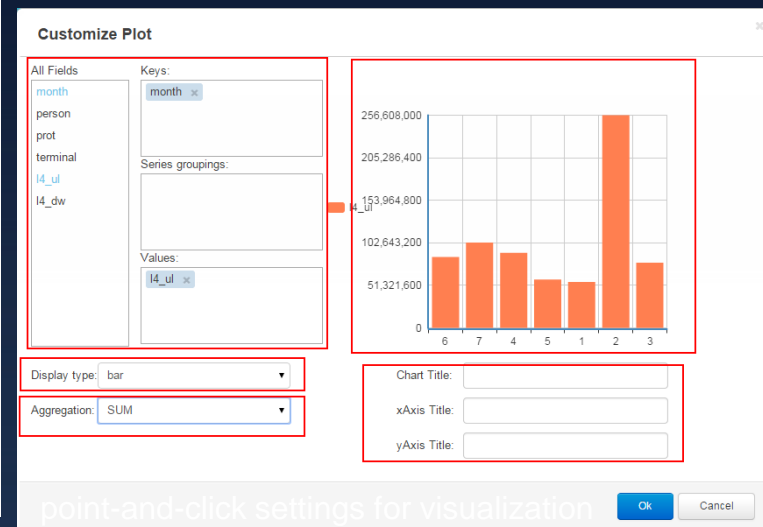 Customize Plot
×
All Fields
month
person
prot
terminal
l4_ul
l4_dw
Keys:
month ×
Series groupings:
Values:
l4_ul ×
l4_ul
256,608,000
205,286,400
153,964,800
102,643,200
51,321,600
0
6 7 4 5 1 2 3
Display type: bar
Aggregation: SUM
Chart Title:
xAxis Title:
yAxis Title:
point-and-click settings for visualization
Ok Cancel